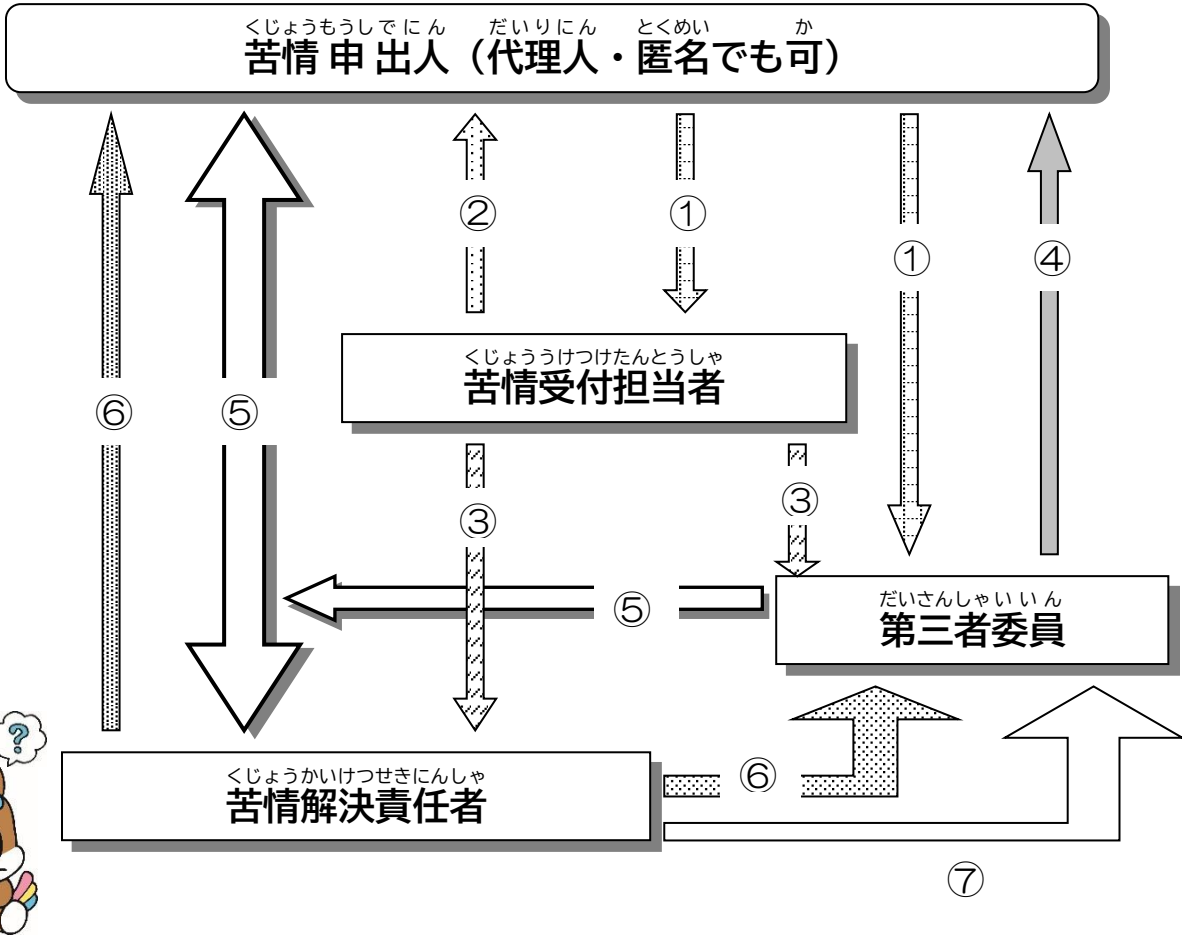 くじょうもうしでにん だいりにん とくめい か
苦情申出人（代理人・匿名でも可）
② ①
① ④
くじょううけつけたんとうしゃ
苦情受付担当者
⑥ ⑤
③ ③
⑤
だいさんしゃいいん
第三者委員
?
くじょうかいけつせきにんしゃ
苦情解決責任者
⑥
⑦